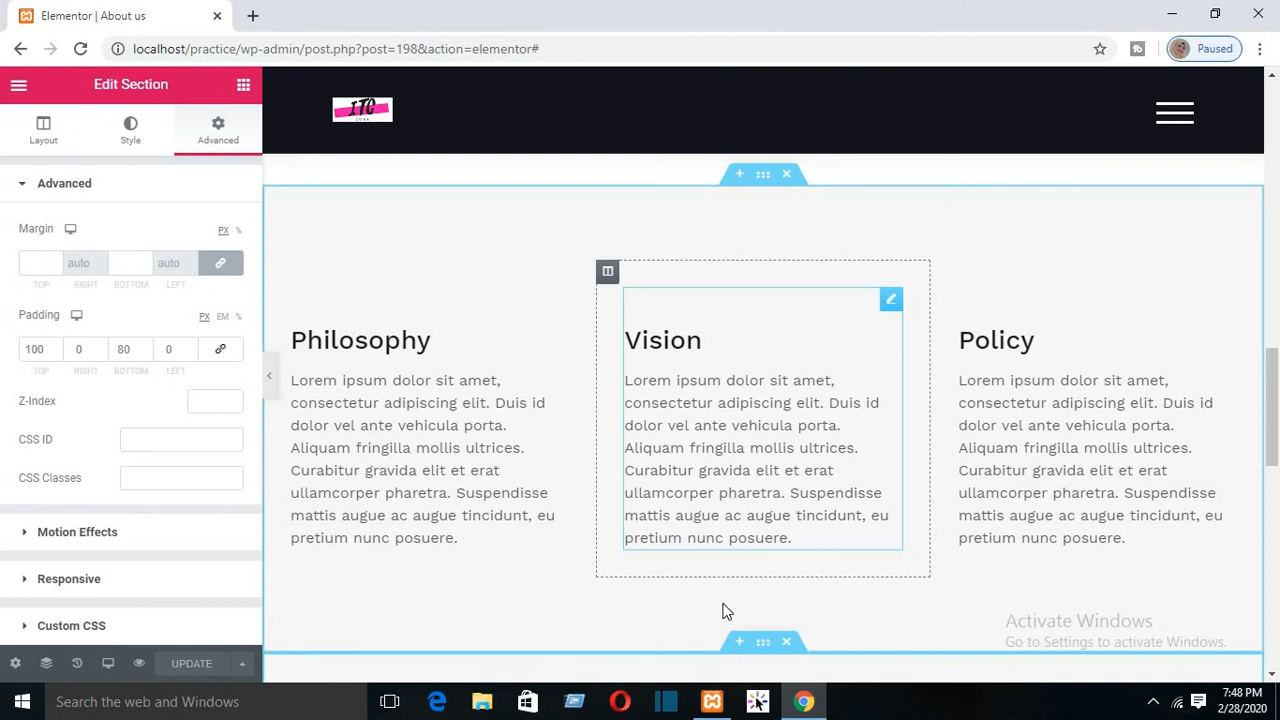 Elementor | About us
localhost/practice/wp-admin/post.php?post=198&action=elementor#
Paused
Edit Section
Layout
Style
Advanced
Advanced
Margin
PX %
auto
auto
TOP RIGHT BOTTOM LEFT
Padding
PX EM %
100 0 80 0
TOP RIGHT BOTTOM LEFT
Z-Index
CSS ID
CSS Classes
Motion Effects
Responsive
Custom CSS
UPDATE
ITC
Philosophy
Lorem ipsum dolor sit amet,
consectetur adipiscing elit. Duis id
dolor vel ante vehicula porta.
Aliquam fringilla mollis ultrices.
Curabitur gravida elit et erat
ullamcorper pharetra. Suspendisse
mattis augue ac augue tincidunt, eu
pretium nunc posuere.
Vision
Lorem ipsum dolor sit amet,
consectetur adipiscing elit. Duis id
dolor vel ante vehicula porta.
Aliquam fringilla mollis ultrices.
Curabitur gravida elit et erat
ullamcorper pharetra. Suspendisse
mattis augue ac augue tincidunt, eu
pretium nunc posuere.
Policy
Lorem ipsum dolor sit amet,
consectetur adipiscing elit. Duis id
dolor vel ante vehicula porta.
Aliquam fringilla mollis ultrices.
Curabitur gravida elit et erat
ullamcorper pharetra. Suspendisse
mattis augue ac augue tincidunt, eu
pretium nunc posuere.
Activate Windows
Go to Settings to activate Windows.
Search the web and Windows
7:48 PM
2/28/2020